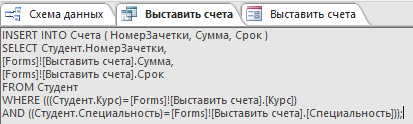 Схема данных Выставить счета Выставить счета
INSERT INTO Счета ( НомерЗачетки, Сумма, Срок )
SELECT Студент.НомерЗачетки,
[Forms]![Выставить счета].Сумма,
[Forms]![Выставить счета].Срок
FROM Студент
WHERE (((Студент.Курс)=[Forms]![Выставить счета].[Курс])
AND ((Студент.Специальность)=[Forms]![Выставить счета].[Специальность]));